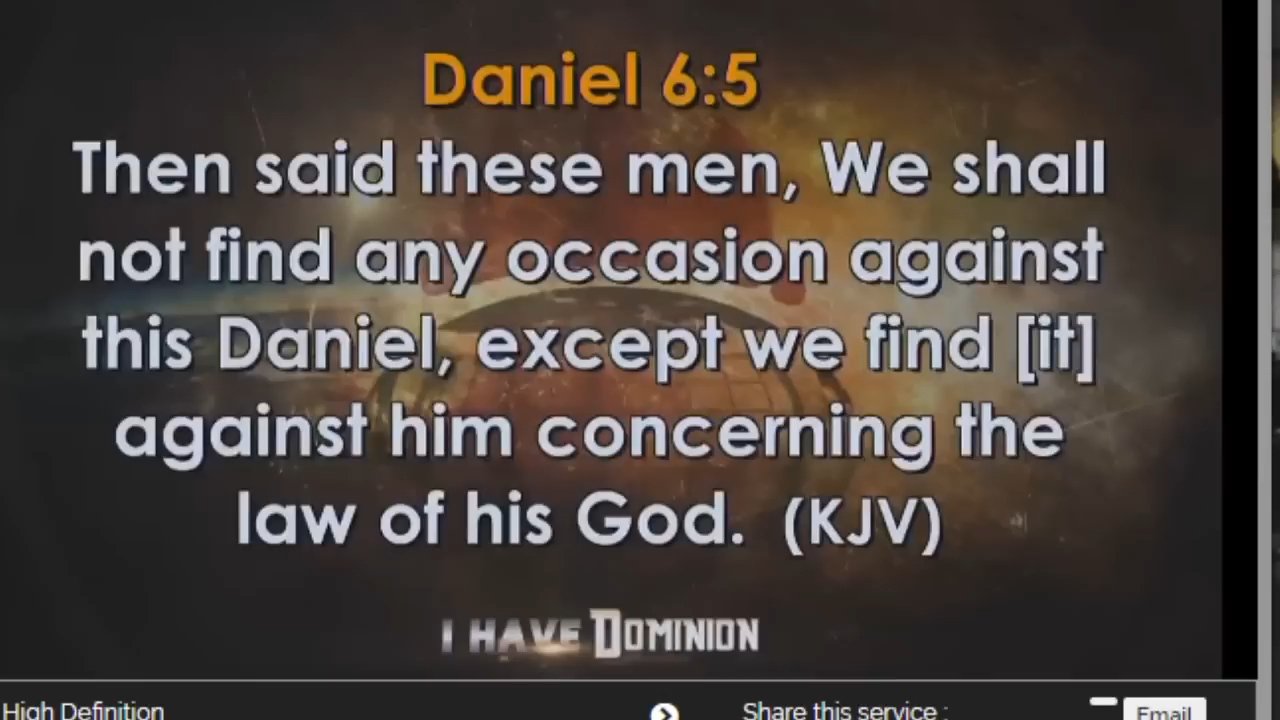 Daniel 6:5
Then said these men, We shall
not find any occasion against
this Daniel, except we find [it]
against him concerning the
law of his God. (KJV)
I HAVE DOMINION
High Definition
Share this service :
Email